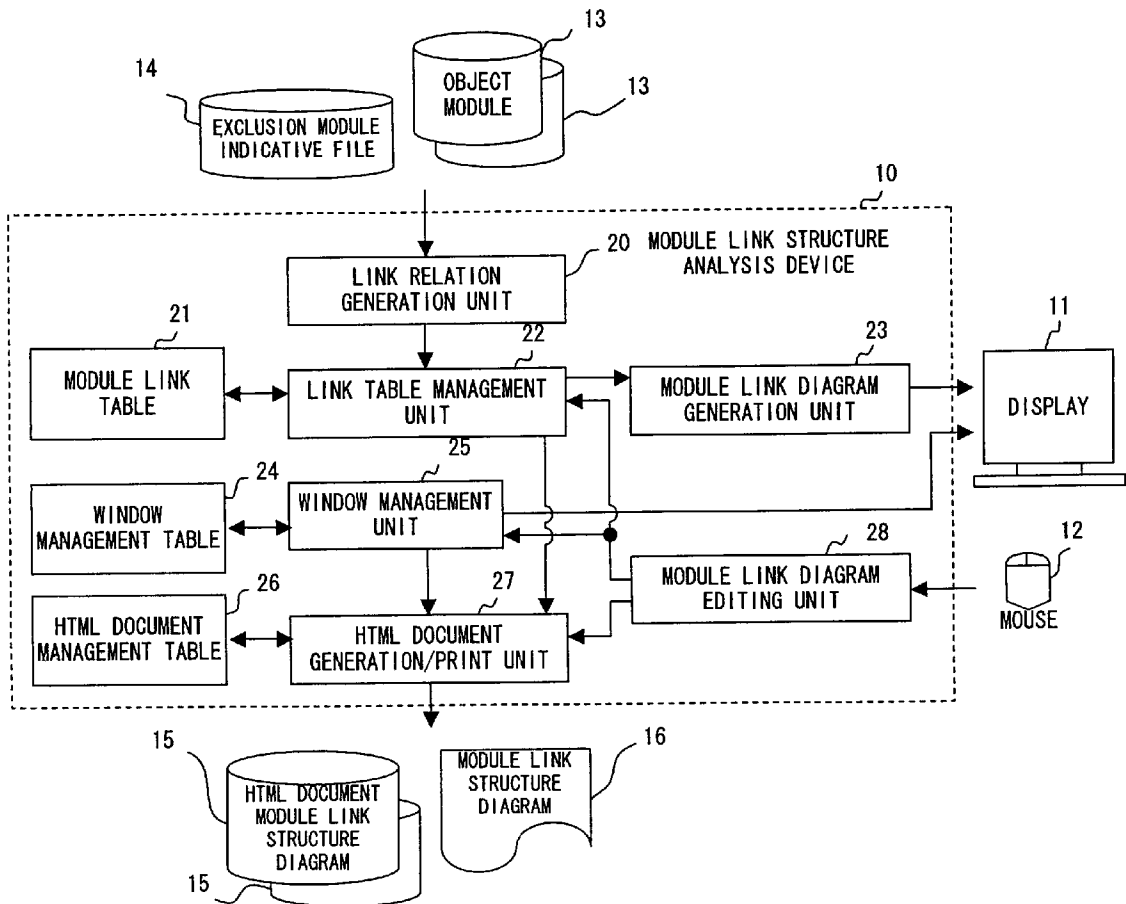 13
OBJECT
MODULE
13
14
EXCLUSION MODULE
INDICATIVE FILE
10
MODULE LINK STRUCTURE
ANALYSIS DEVICE
20
LINK RELATION
GENERATION UNIT
21
MODULE LINK
TABLE
22
LINK TABLE MANAGEMENT
UNIT
23
MODULE LINK DIAGRAM
GENERATION UNIT
11
DISPLAY
24
WINDOW
MANAGEMENT TABLE
25
WINDOW MANAGEMENT
UNIT
28
MODULE LINK DIAGRAM
EDITING UNIT
12
MOUSE
26
HTML DOCUMENT
MANAGEMENT TABLE
27
HTML DOCUMENT
GENERATION/PRINT UNIT
15
HTML DOCUMENT
MODULE LINK
STRUCTURE
DIAGRAM
15
16
MODULE LINK
STRUCTURE
DIAGRAM